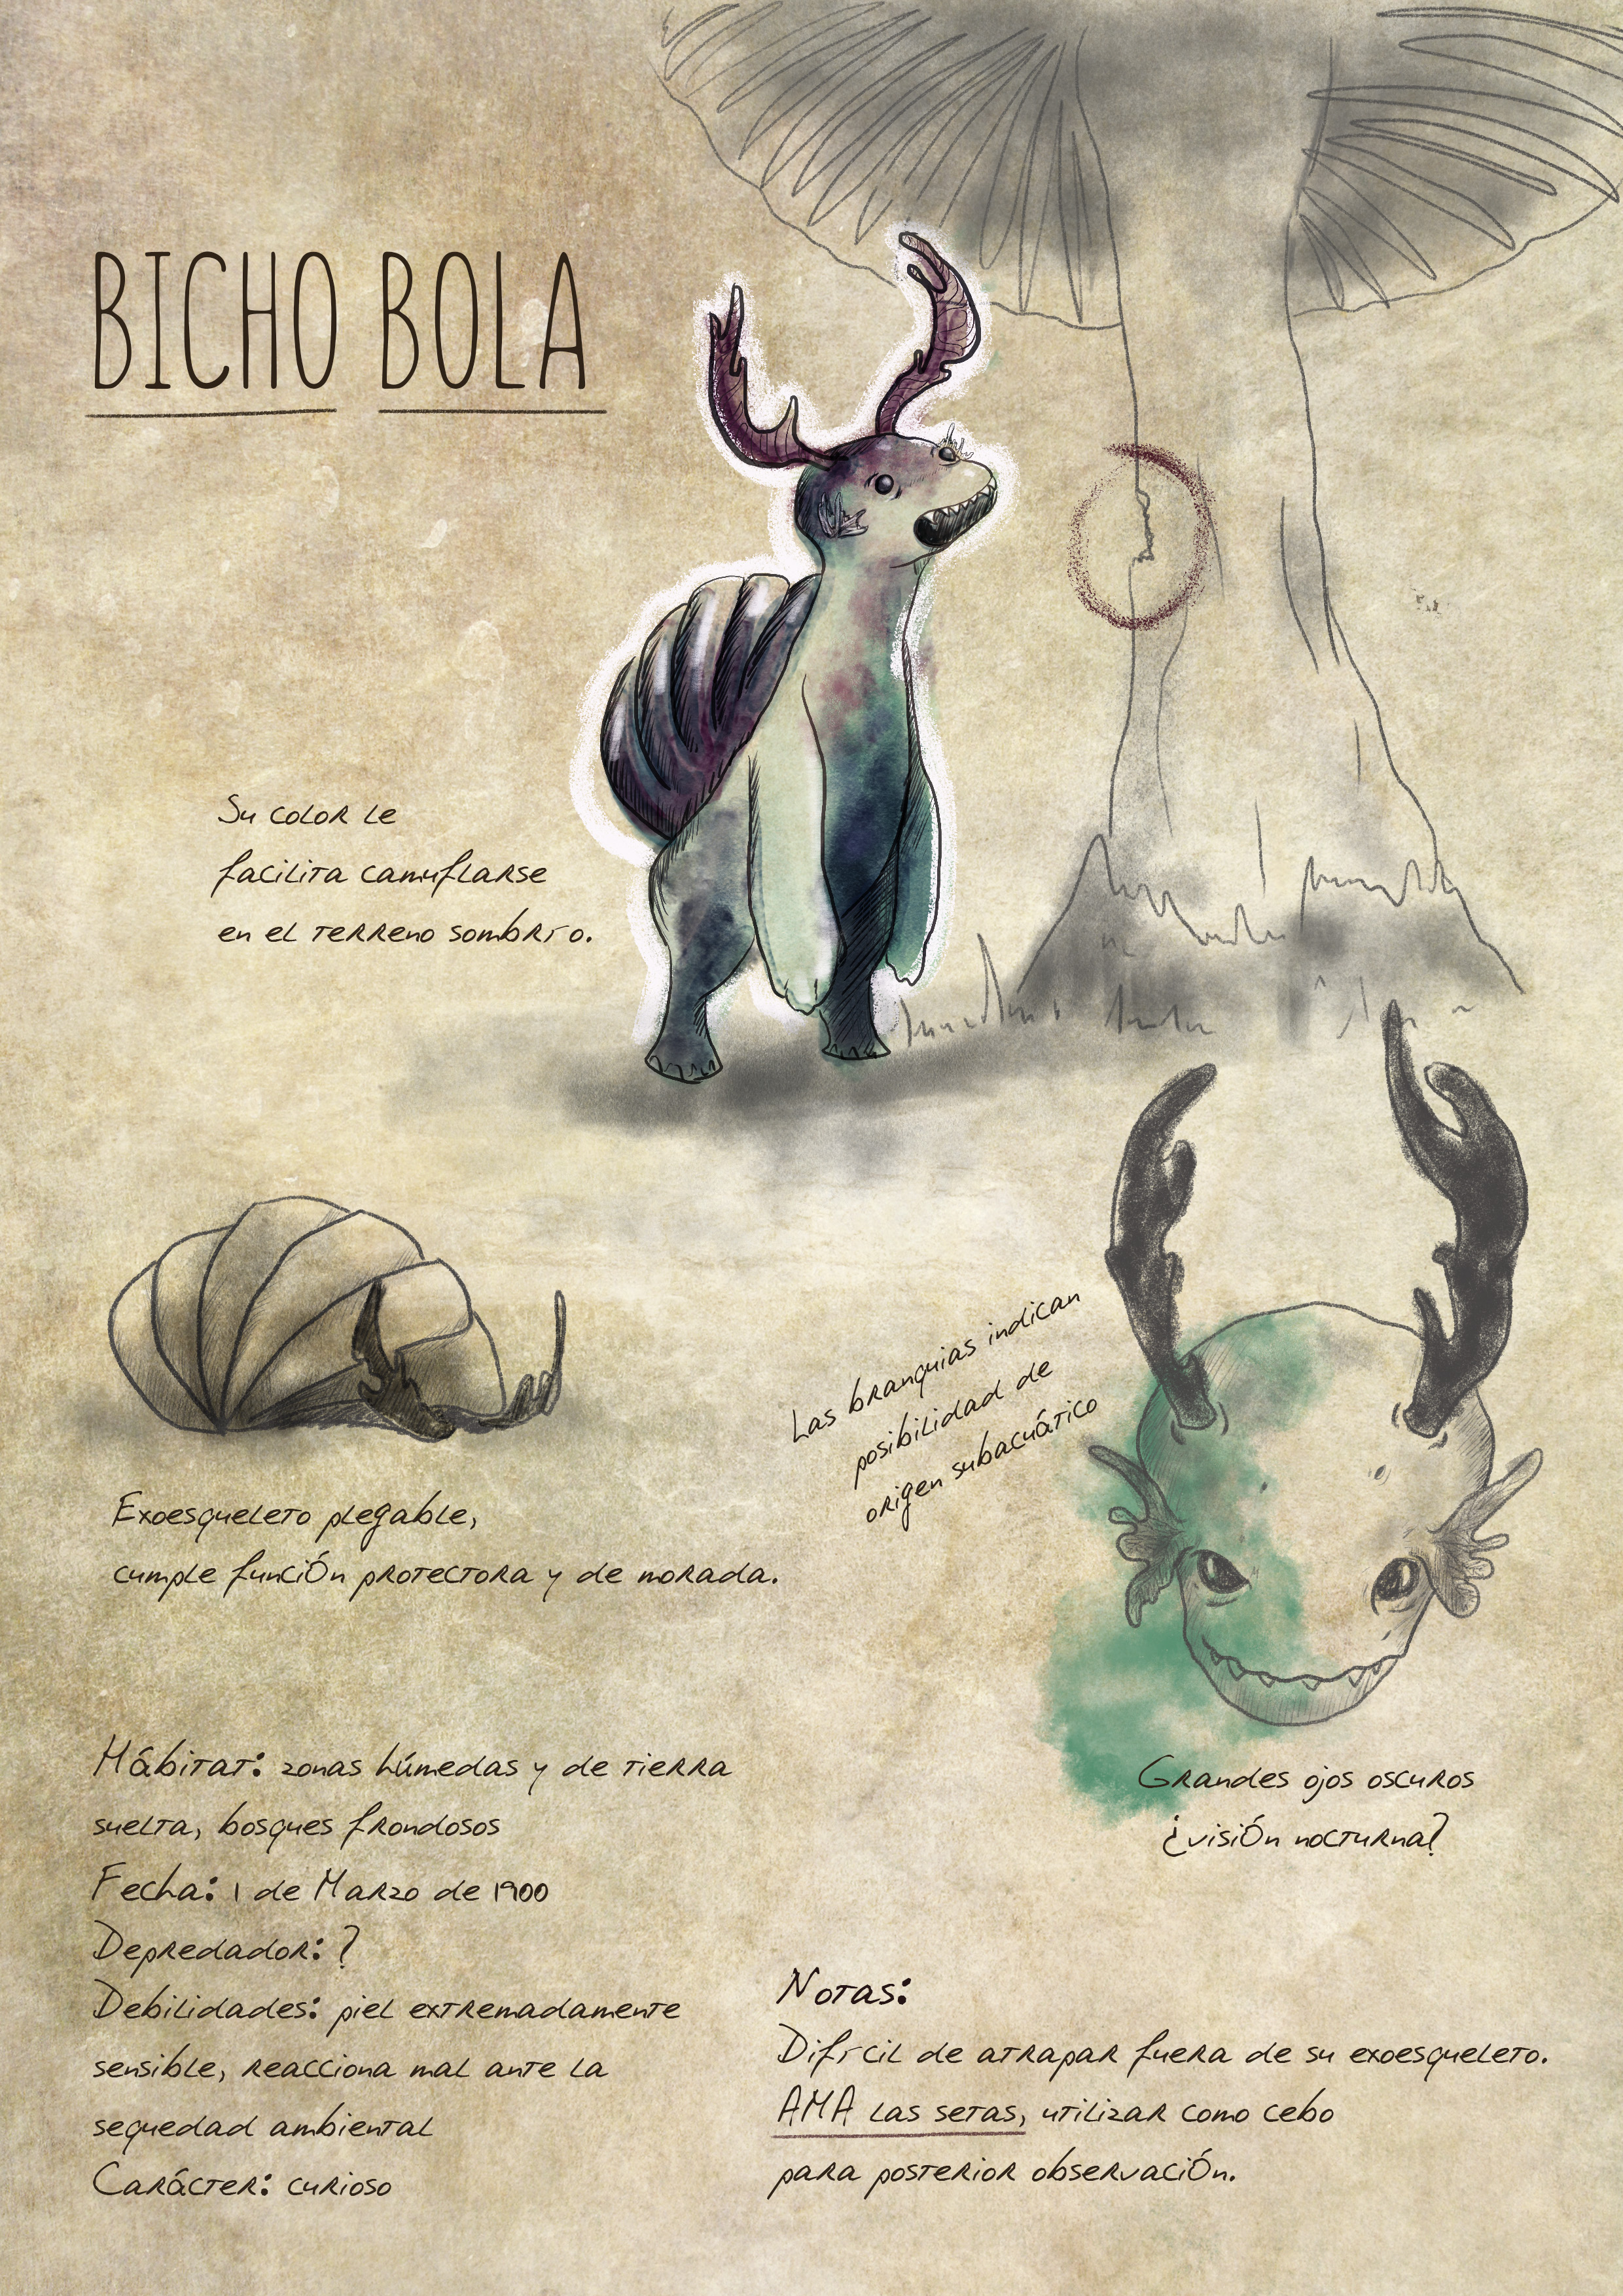 BICHO BOLA
Su color le
facilita camuflarse
en el terreno sombrío.
Las branquias indican
posibilidad de
origen subacuático
Exoesqueleto plegable,
cumple función protectora y de morada.
Grandes ojos oscuros
¿visión nocturna?
Hábitat: zonas húmedas y de tierra
suelta, bosques frondosos
Fecha: 1 de Marzo de 1900
Depredador: ?
Debilidades: piel extremadamente
sensible, reacciona mal ante la
sequedad ambiental
Carácter: curioso
Notas:
Difícil de atrapar fuera de su exoesqueleto.
AMA las setas, utilizar como cebo
para posterior observación.